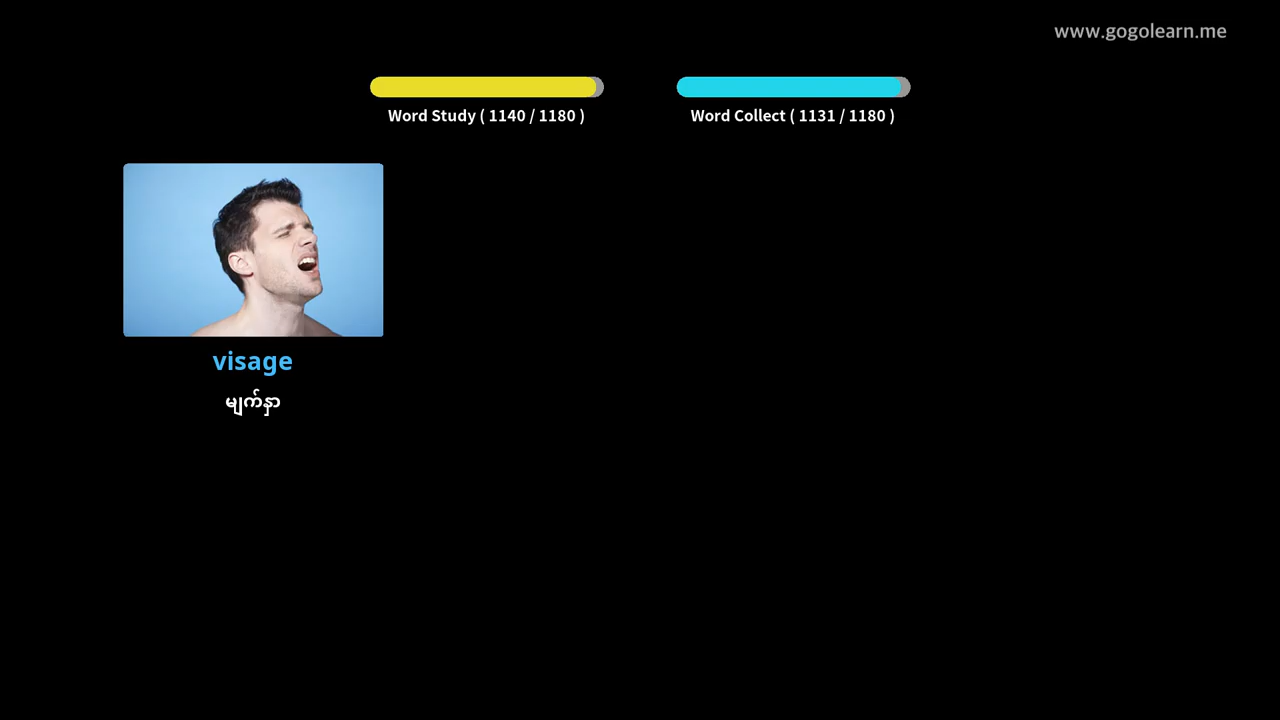 www.gogolearn.me
Word Study ( 1140 / 1180 )
Word Collect ( 1131 / 1180 )
visage
မျက်နှာ